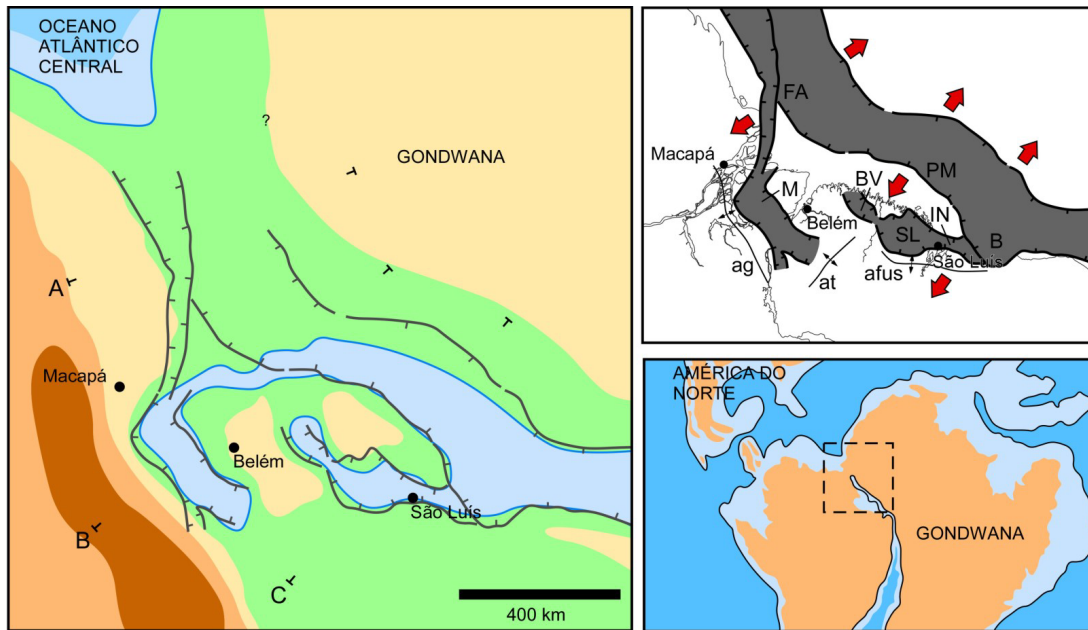 OCEANO
ATLÂNTICO
CENTRAL
?
GONDWANA
A
Macapá
Belém
São Luís
B
C
400 km
FA
Macapá
M
BV
PM
Belém
IN
SL
B
São Luís
ag
at
afus
AMÉRICA DO
NORTE
GONDWANA